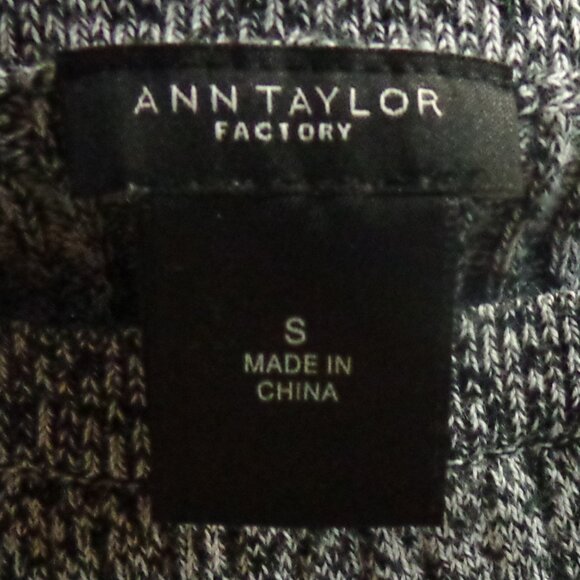 ANN TAYLOR
FACTORY
S
MADE IN
CHINA